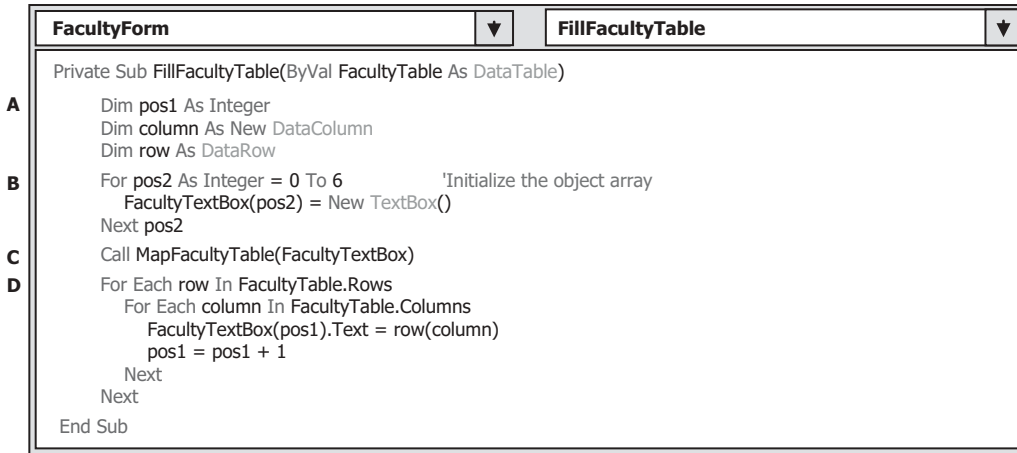 FacultyForm FillFacultyTable
Private Sub FillFacultyTable(ByVal FacultyTable As DataTable)
A Dim pos1 As Integer
Dim column As New DataColumn
Dim row As DataRow
B For pos2 As Integer = 0 To 6 'Initialize the object array
FacultyTextBox(pos2) = New TextBox()
Next pos2
C Call MapFacultyTable(FacultyTextBox)
D For Each row In FacultyTable.Rows
For Each column In FacultyTable.Columns
FacultyTextBox(pos1).Text = row(column)
pos1 = pos1 + 1
Next
Next
End Sub